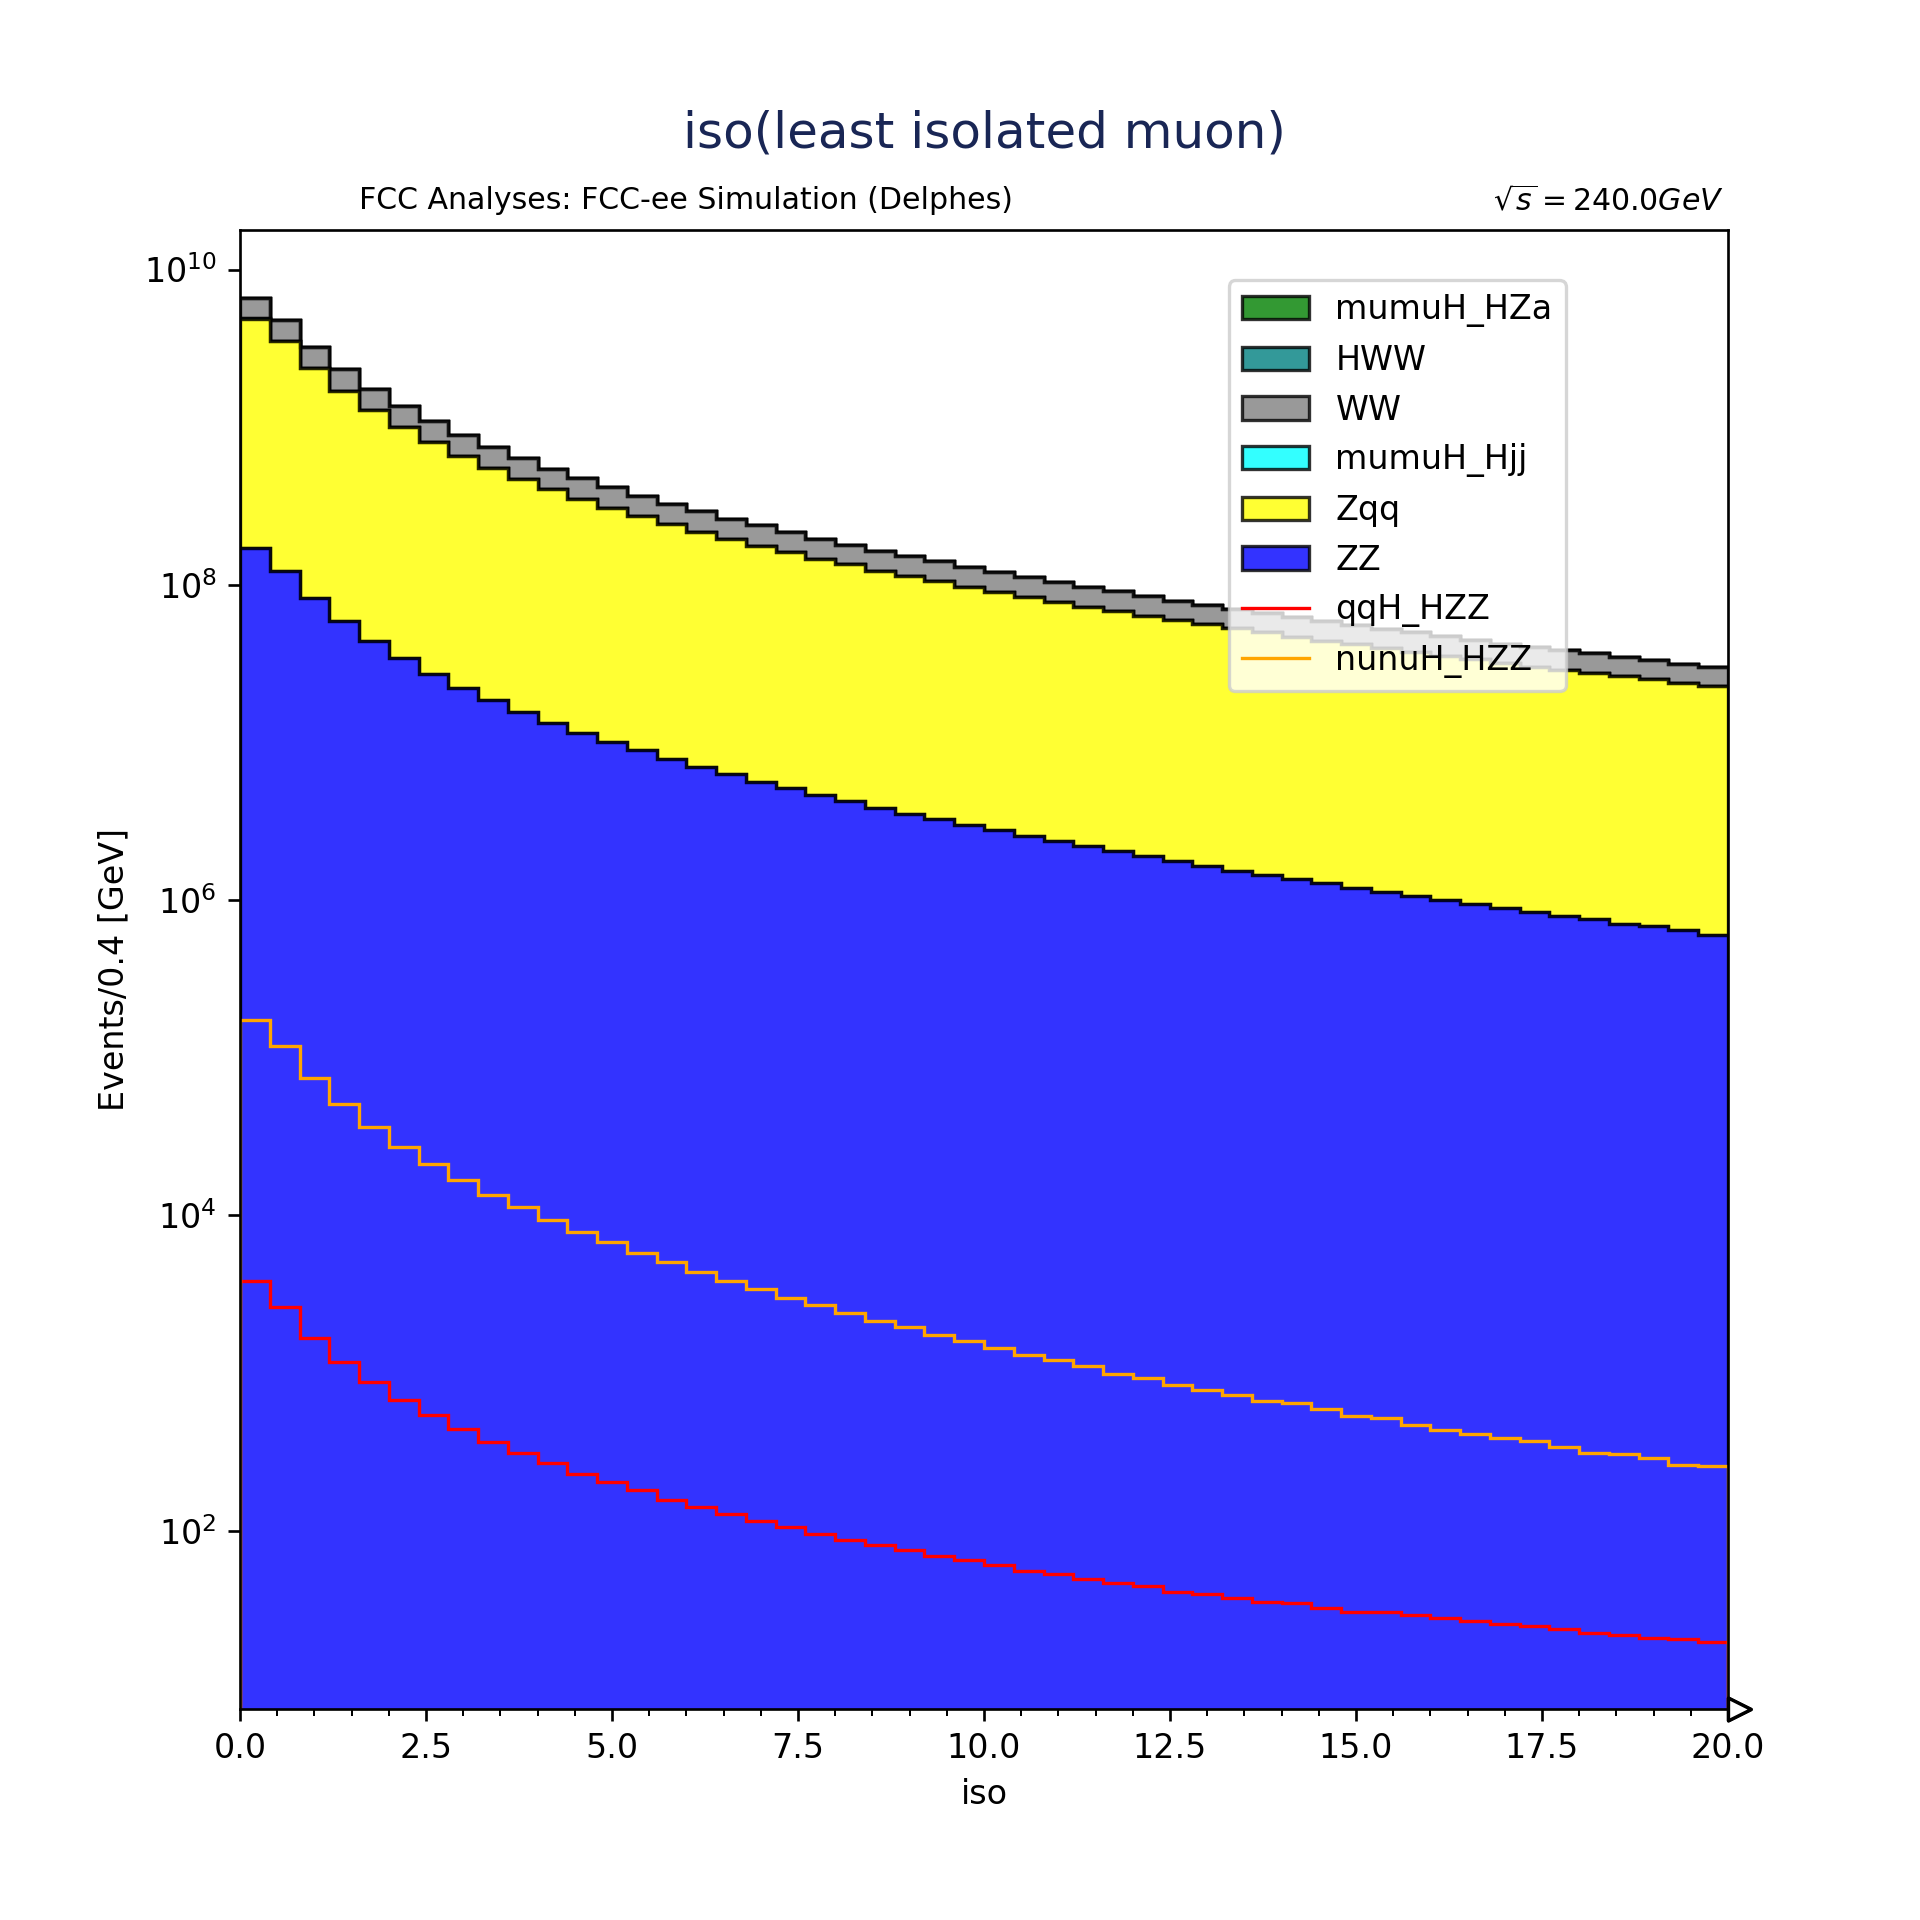 iso(least isolated muon)
FCC Analyses: FCC-ee Simulation (Delphes)
√s = 240.0GeV
10^10
10^8
10^6
10^4
10^2
Events/0.4 [GeV]
mumuH_HZa
HWW
WW
mumuH_Hjj
Zqq
ZZ
qqH_HZZ
nunuH_HZZ
0.0 2.5 5.0 7.5 10.0 12.5 15.0 17.5 20.0
iso